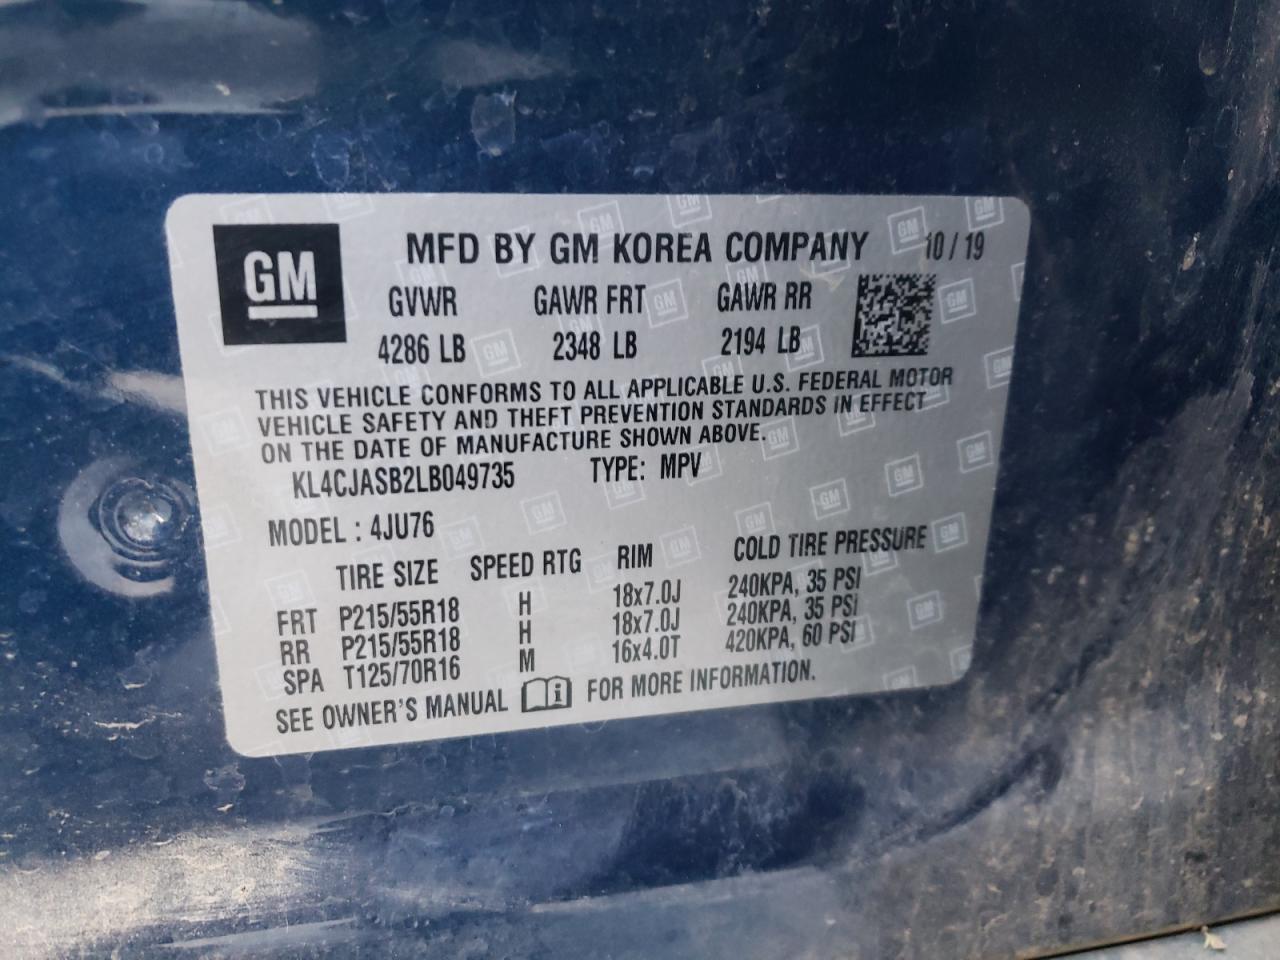 GM MFD BY GM KOREA COMPANY 10/19
GVWR GAWR FRT GAWR RR
4286 LB 2348 LB 2194 LB
THIS VEHICLE CONFORMS TO ALL APPLICABLE U.S. FEDERAL MOTOR
VEHICLE SAFETY AND THEFT PREVENTION STANDARDS IN EFFECT
ON THE DATE OF MANUFACTURE SHOWN ABOVE.
KL4CJASB2LB049735 TYPE: MPV
MODEL : 4JU76
TIRE SIZE SPEED RTG RIM COLD TIRE PRESSURE
FRT P215/55R18 H 18x7.0J 240KPA, 35 PSI
RR P215/55R18 H 18x7.0J 240KPA, 35 PSI
SPA T125/70R16 M 16x4.0T 420KPA, 60 PSI
SEE OWNER'S MANUAL FOR MORE INFORMATION.